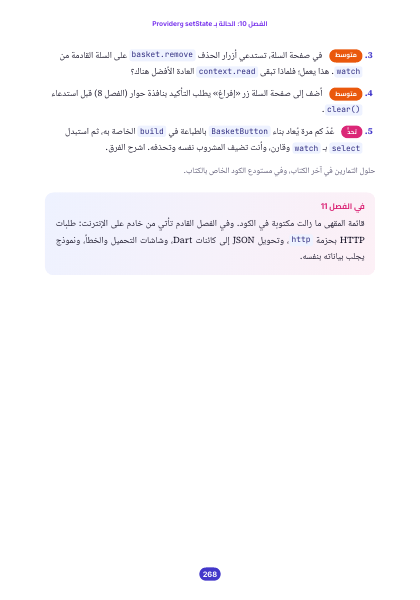 الفصل 10: الحالة بـ setState وProvider
3. متوسط في صفحة السلة، تستدعي أزرار الحذف basket.remove على السلة القادمة من
watch. هذا يعمل؛ فلماذا تبقى context.read العادة الأفضل هناك؟
4. متوسط أضف إلى صفحة السلة زر «إفراغ» يطلب التأكيد بنافذة حوار (الفصل 8) قبل استدعاء
clear().
5. تحدٍّ عُدّ كم مرة يُعاد بناء BasketButton بالطباعة في build الخاصة به، ثم استبدل
select بـ watch وقارن، وأنت تضيف المشروب نفسه وتحذفه. اشرح الفرق.
حلول التمارين في آخر الكتاب، وفي مستودع الكود الخاص بالكتاب.
في الفصل 11
قائمة المقهى ما زالت مكتوبة في الكود. وفي الفصل القادم تأتي من خادم على الإنترنت: طلبات
HTTP بحزمة http، وتحويل JSON إلى كائنات Dart، وشاشات التحميل والخطأ، ونموذج
يجلب بياناته بنفسه.
268